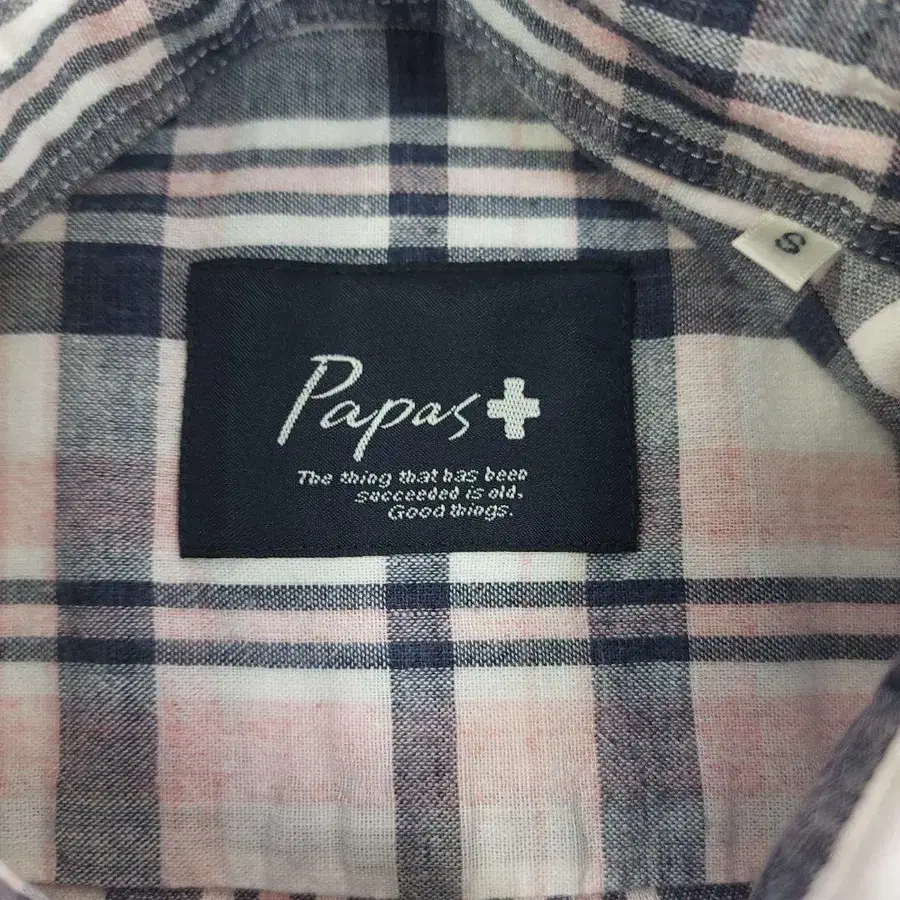 S
Papas+
The thing that has been
succeeded is old.
Good things.